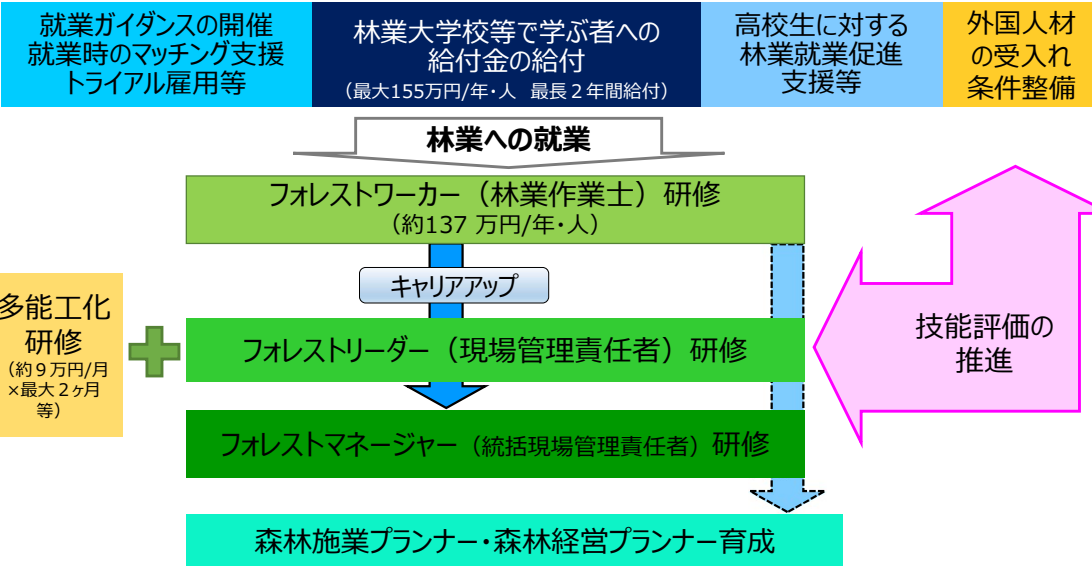 就業ガイダンスの開催
就業時のマッチング支援
トライアル雇用等
林業大学校等で学ぶ者への
給付金の給付
（最大155万円/年・人 最長２年間給付）
高校生に対する
林業就業促進
支援等
外国人材
の受入れ
条件整備
林業への就業
フォレストワーカー（林業作業士）研修
（約137 万円/年・人）
キャリアアップ
多能工化
研修
（約９万円/月
×最大２ヶ月
等）
フォレストリーダー（現場管理責任者）研修
技能評価の
推進
フォレストマネージャー（統括現場管理責任者）研修
森林施業プランナー・森林経営プランナー育成